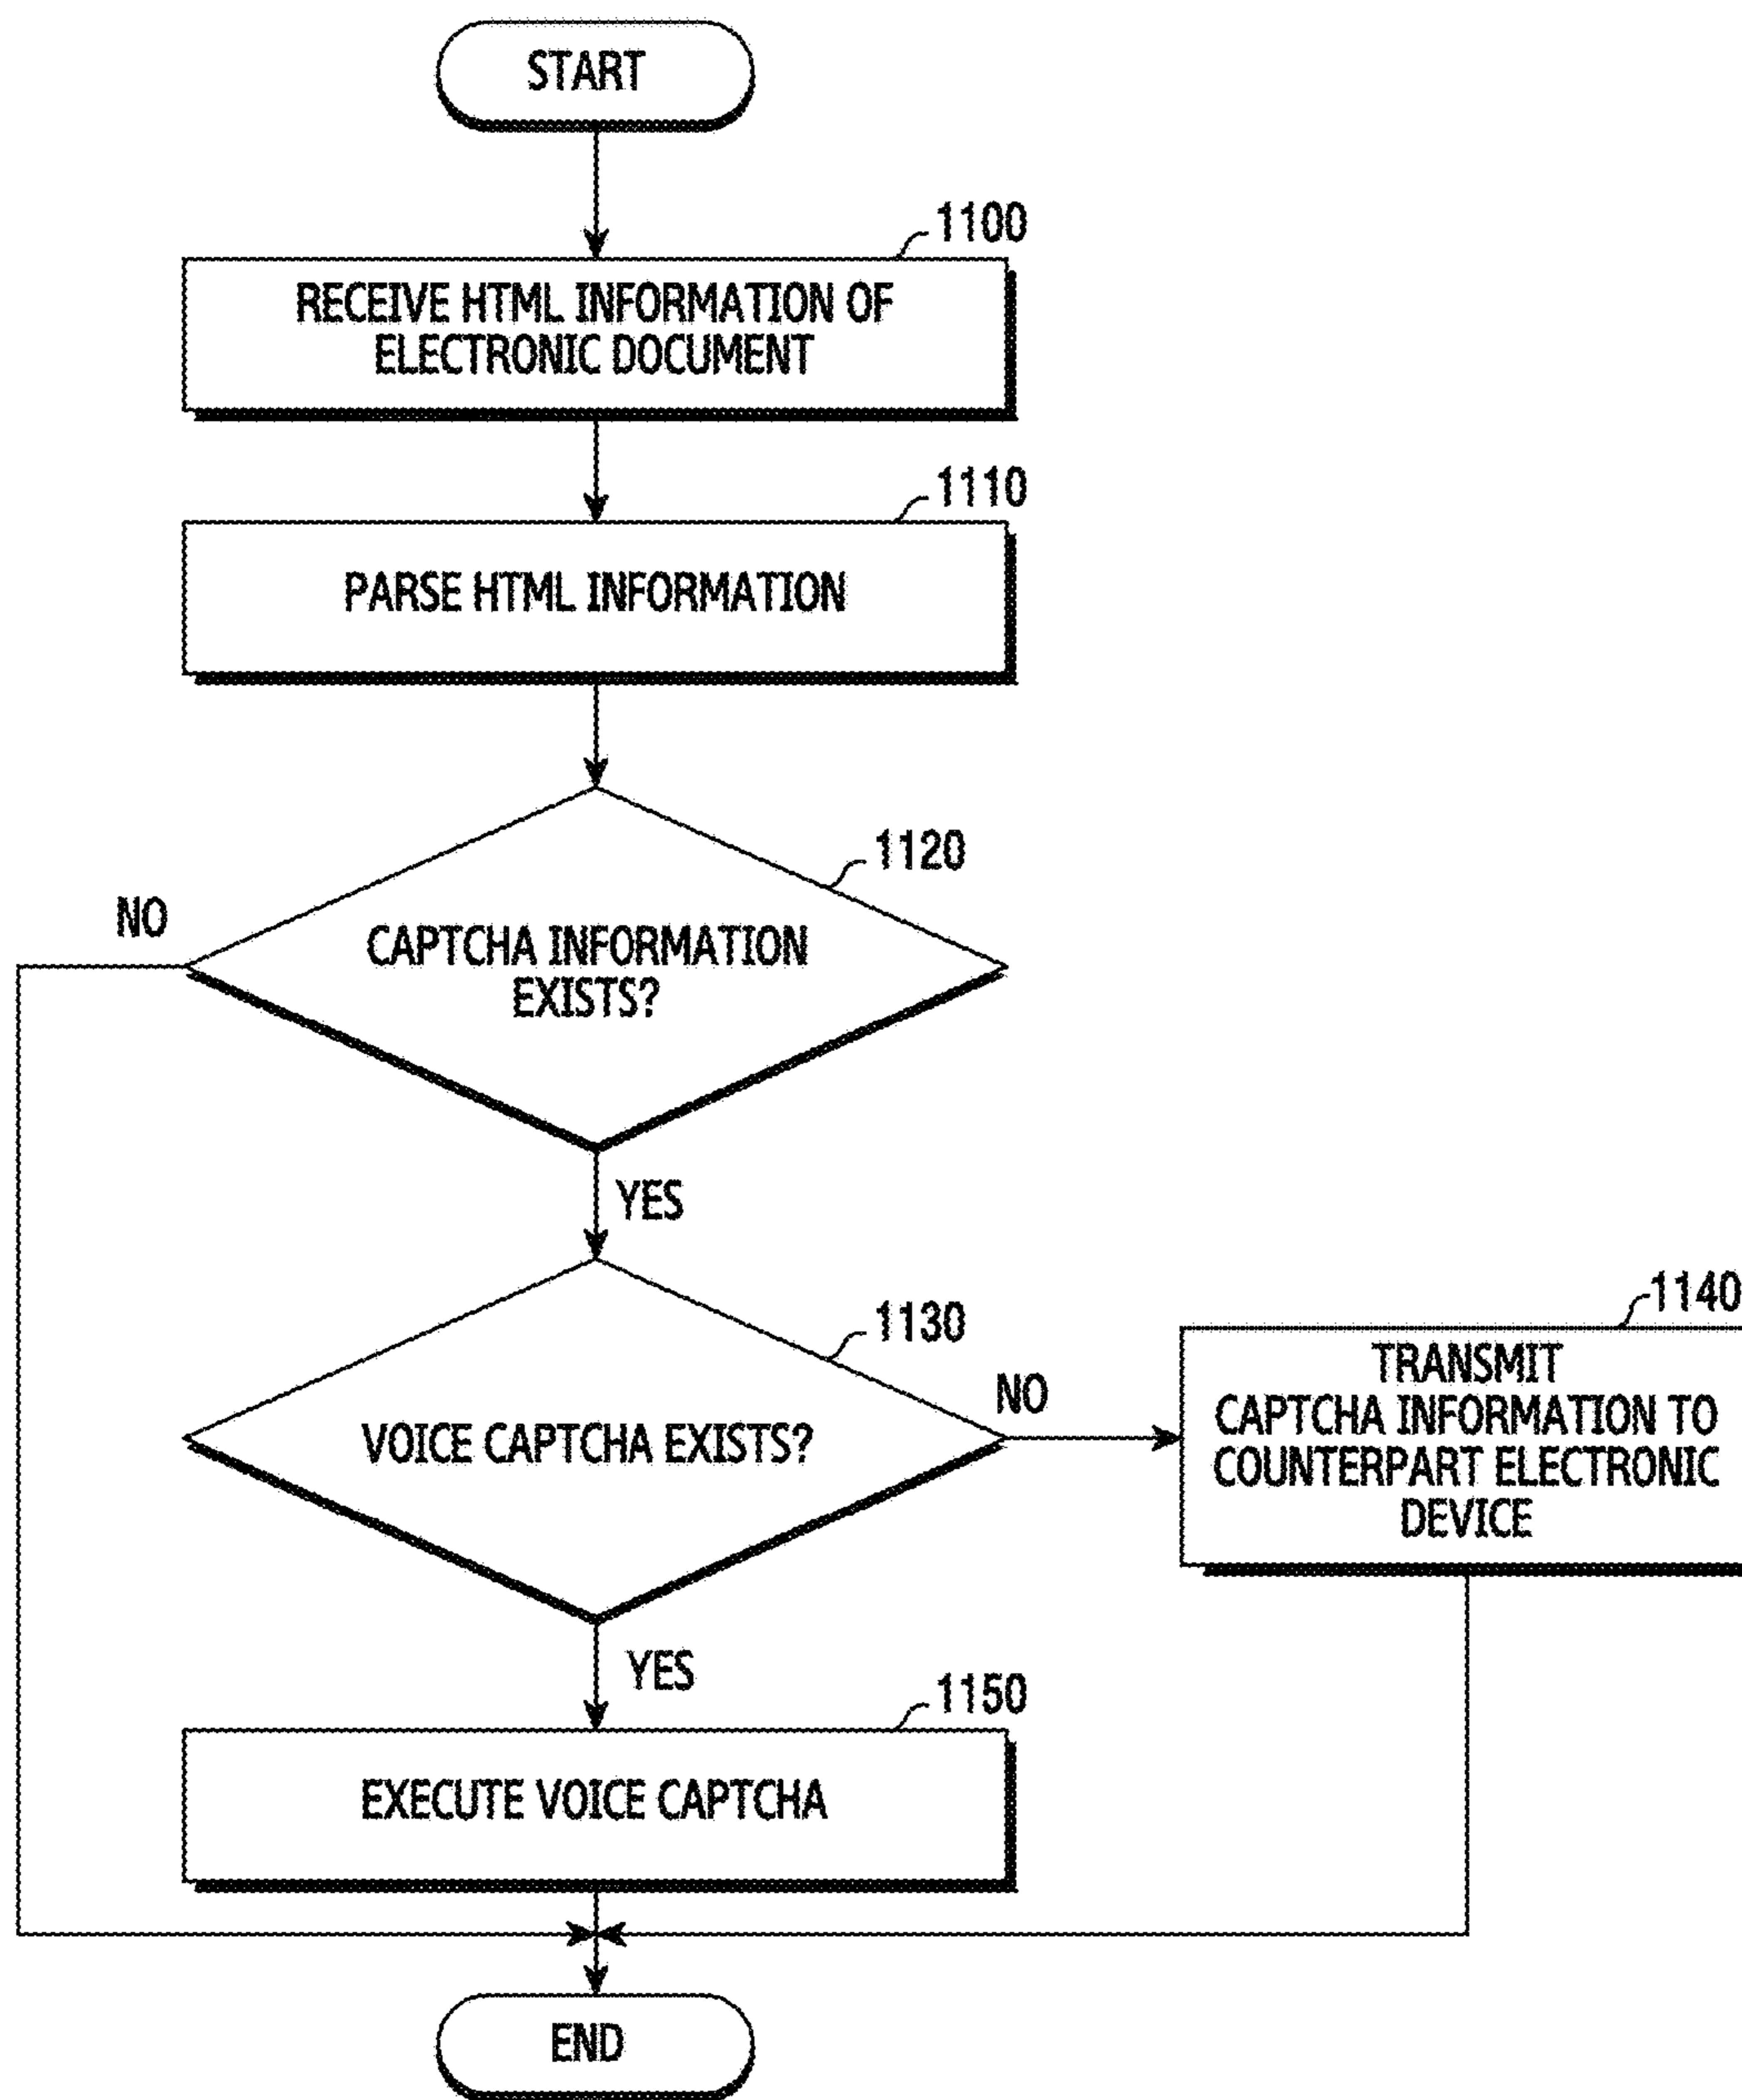 START
1100
RECEIVE HTML INFORMATION OF
ELECTRONIC DOCUMENT
1110
PARSE HTML INFORMATION
1120
NO
CAPTCHA INFORMATION
EXISTS?
YES
1130
VOICE CAPTCHA EXISTS?
NO
1140
TRANSMIT
CAPTCHA INFORMATION TO
COUNTERPART ELECTRONIC
DEVICE
YES
1150
EXECUTE VOICE CAPTCHA
END